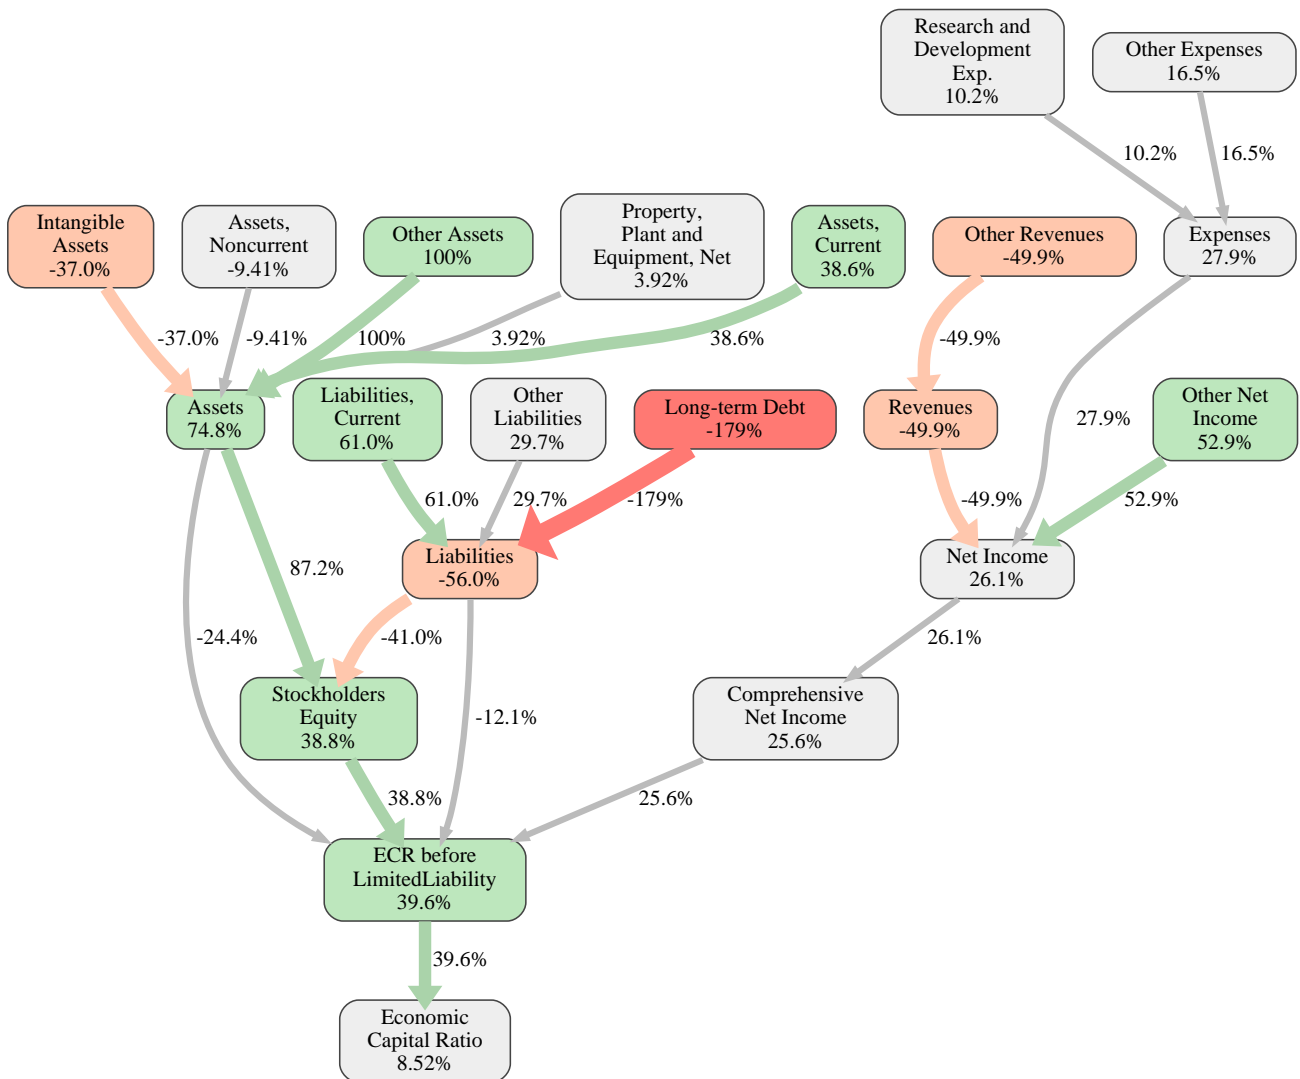 Research and
Development
Exp.
10.2%
Other Expenses
16.5%
10.2%
16.5%
Intangible
Assets
-37.0%
Assets,
Noncurrent
-9.41%
Other Assets
100%
Property,
Plant and
Equipment, Net
3.92%
Assets,
Current
38.6%
Other Revenues
-49.9%
Expenses
27.9%
-37.0%
-9.41%
100%
3.92%
38.6%
-49.9%
27.9%
Assets
74.8%
Liabilities,
Current
61.0%
Other
Liabilities
29.7%
Long-term Debt
-179%
Revenues
-49.9%
Other Net
Income
52.9%
61.0%
29.7%
-179%
-49.9%
52.9%
87.2%
Liabilities
-56.0%
Net Income
26.1%
-24.4%
-41.0%
26.1%
Stockholders
Equity
38.8%
-12.1%
Comprehensive
Net Income
25.6%
38.8%
25.6%
ECR before
LimitedLiability
39.6%
39.6%
Economic
Capital Ratio
8.52%